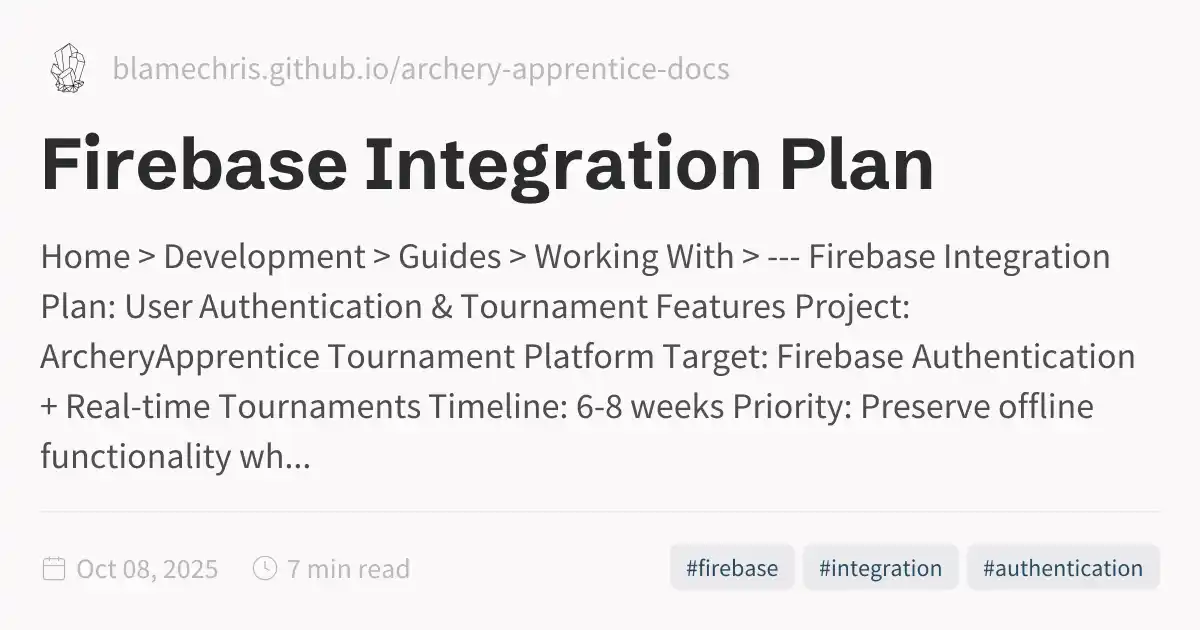 blamechris.github.io/archery-apprentice-docs
Firebase Integration Plan
Home > Development > Guides > Working With > --- Firebase Integration
Plan: User Authentication & Tournament Features Project:
ArcheryApprentice Tournament Platform Target: Firebase Authentication
+ Real-time Tournaments Timeline: 6-8 weeks Priority: Preserve offline
functionality wh...
Oct 08, 2025 7 min read #firebase #integration #authentication